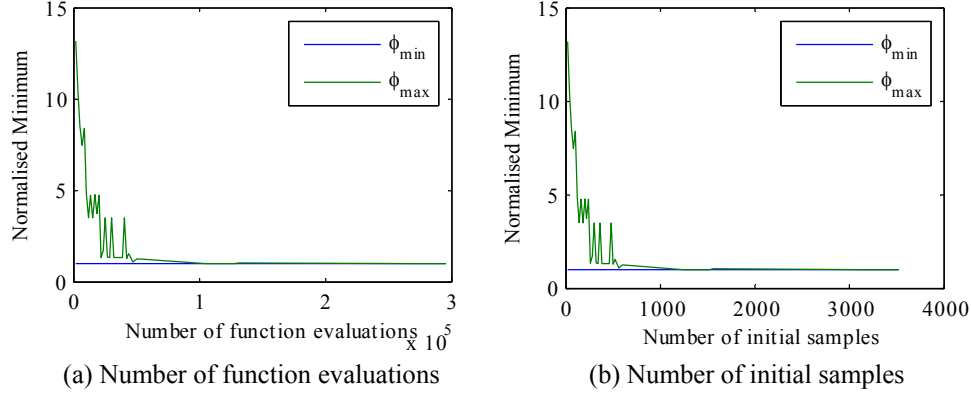 15
10
5
0
Normalised Minimum
ϕmin
ϕmax
0
1
2
3
Number of function evaluations
x 10^5
(a) Number of function evaluations
15
10
5
0
Normalised Minimum
ϕmin
ϕmax
0
1000
2000
3000
4000
Number of initial samples
(b) Number of initial samples